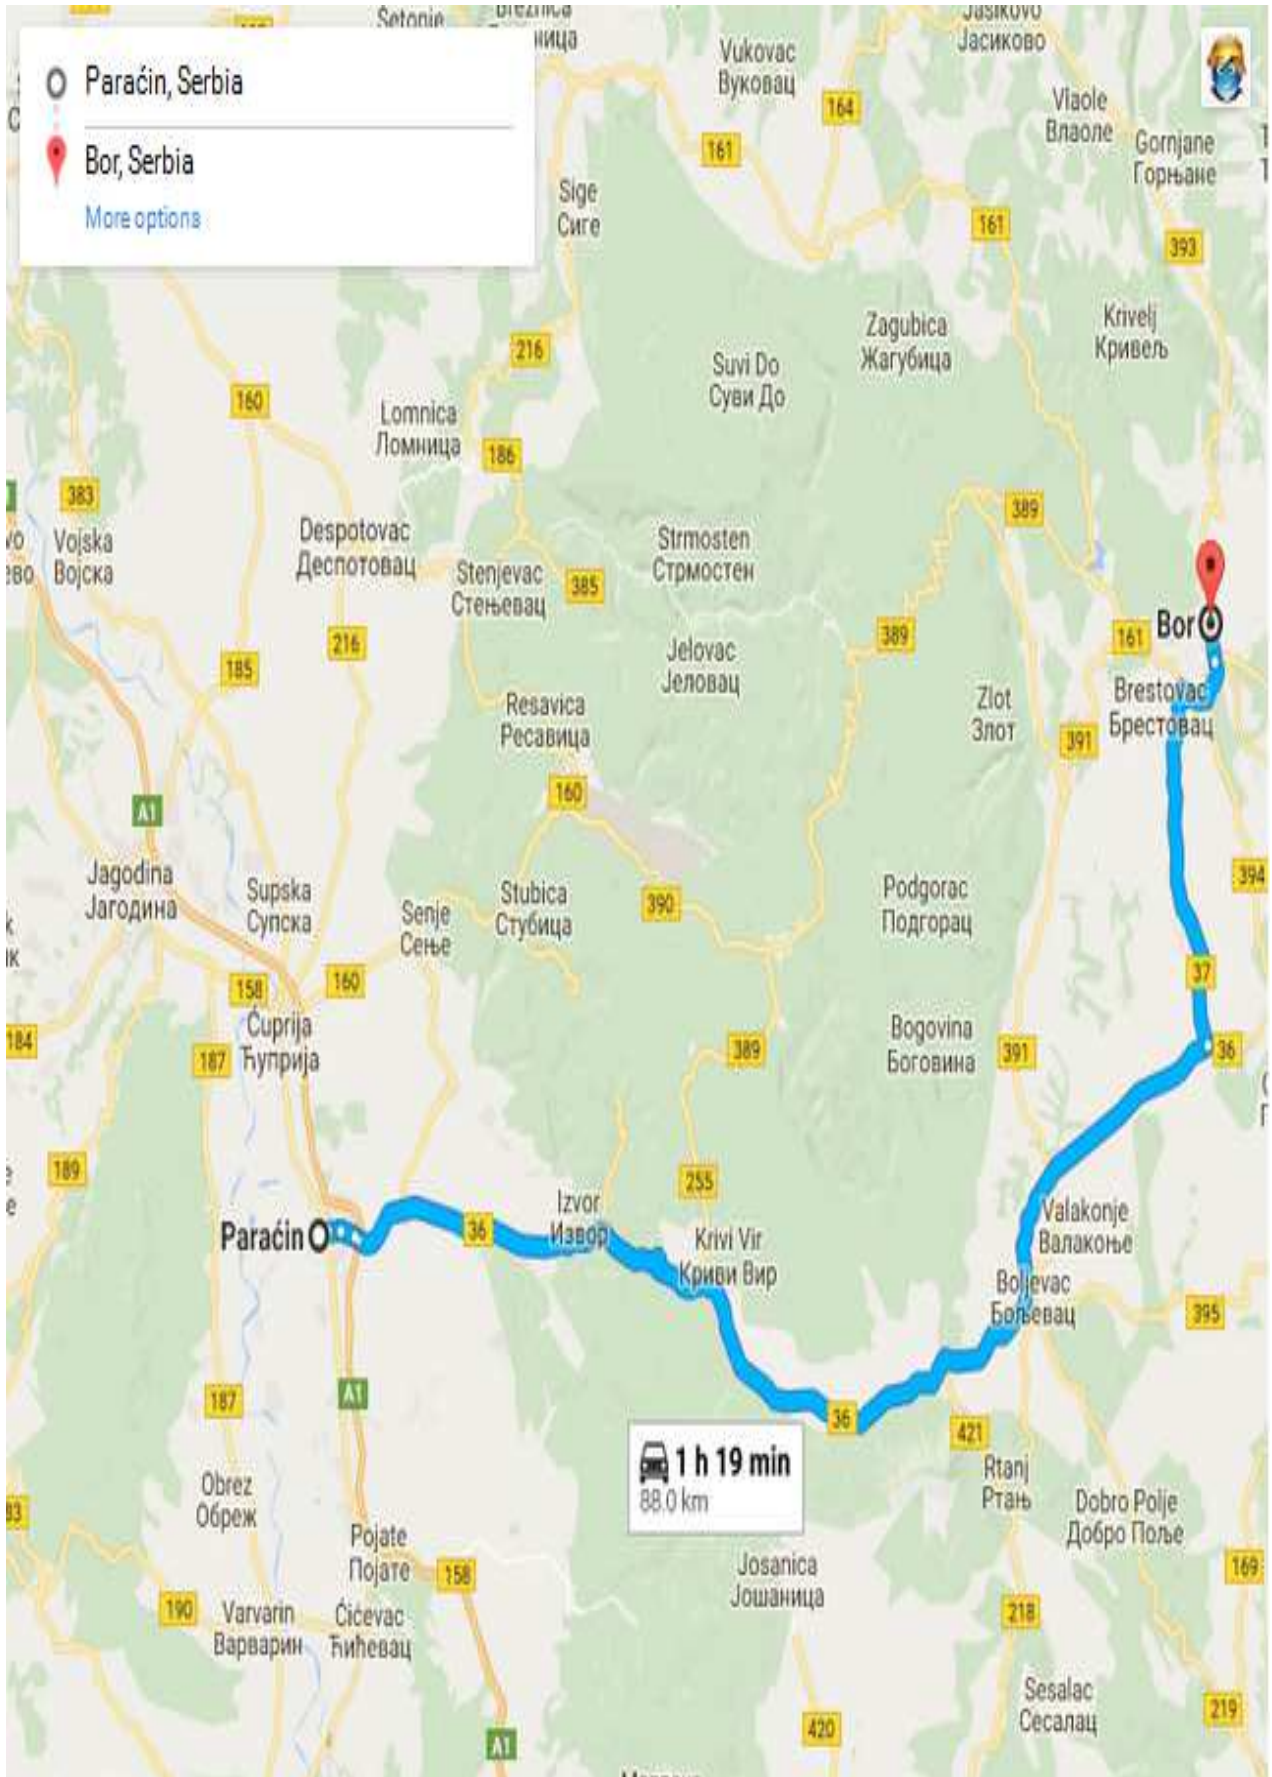 Šetonje
Breznica
ница
Jasikovo
Јасиково
Paraćin, Serbia
Bor, Serbia
More options
Vukovac
Вуковац
164
161
Vlaole
Влаоле
Gornjane
Горњане
Sige
Сиге
161
393
Zagubica
Жагубица
Krivelj
Кривељ
216
Suvi Do
Суви До
160
Lomnica
Ломница
186
383
389
Vojska
Војска
Despotovac
Деспотовац
Strmosten
Стрмостен
Stenjevac
Стењевац
385
216
389
161
Bor
185
Jelovac
Јеловац
Resavica
Ресавица
Zlot
Злот
Brestovac
Брестовац
391
160
A1
Jagodina
Јагодина
Supska
Супска
Senje
Сење
Stubica
Стубица
390
Podgorac
Подгорац
394
37
158
160
Ćuprija
Ћуприја
184
187
389
Bogovina
Боговина
391
36
189
255
Izvor
Извор
Paraćin
36
Krivi Vir
Криви Вир
Valakonje
Валакоње
Boljevac
Бољевац
395
187
A1
36
421
1 h 19 min
88.0 km
Rtanj
Ртањ
Obrez
Обреж
Dobro Polje
Добро Поље
Pojate
Појате
158
Josanica
Јошаница
169
190
Varvarin
Варварин
Ćićevac
Ћићевац
218
Sesalac
Сесалац
219
420
A1